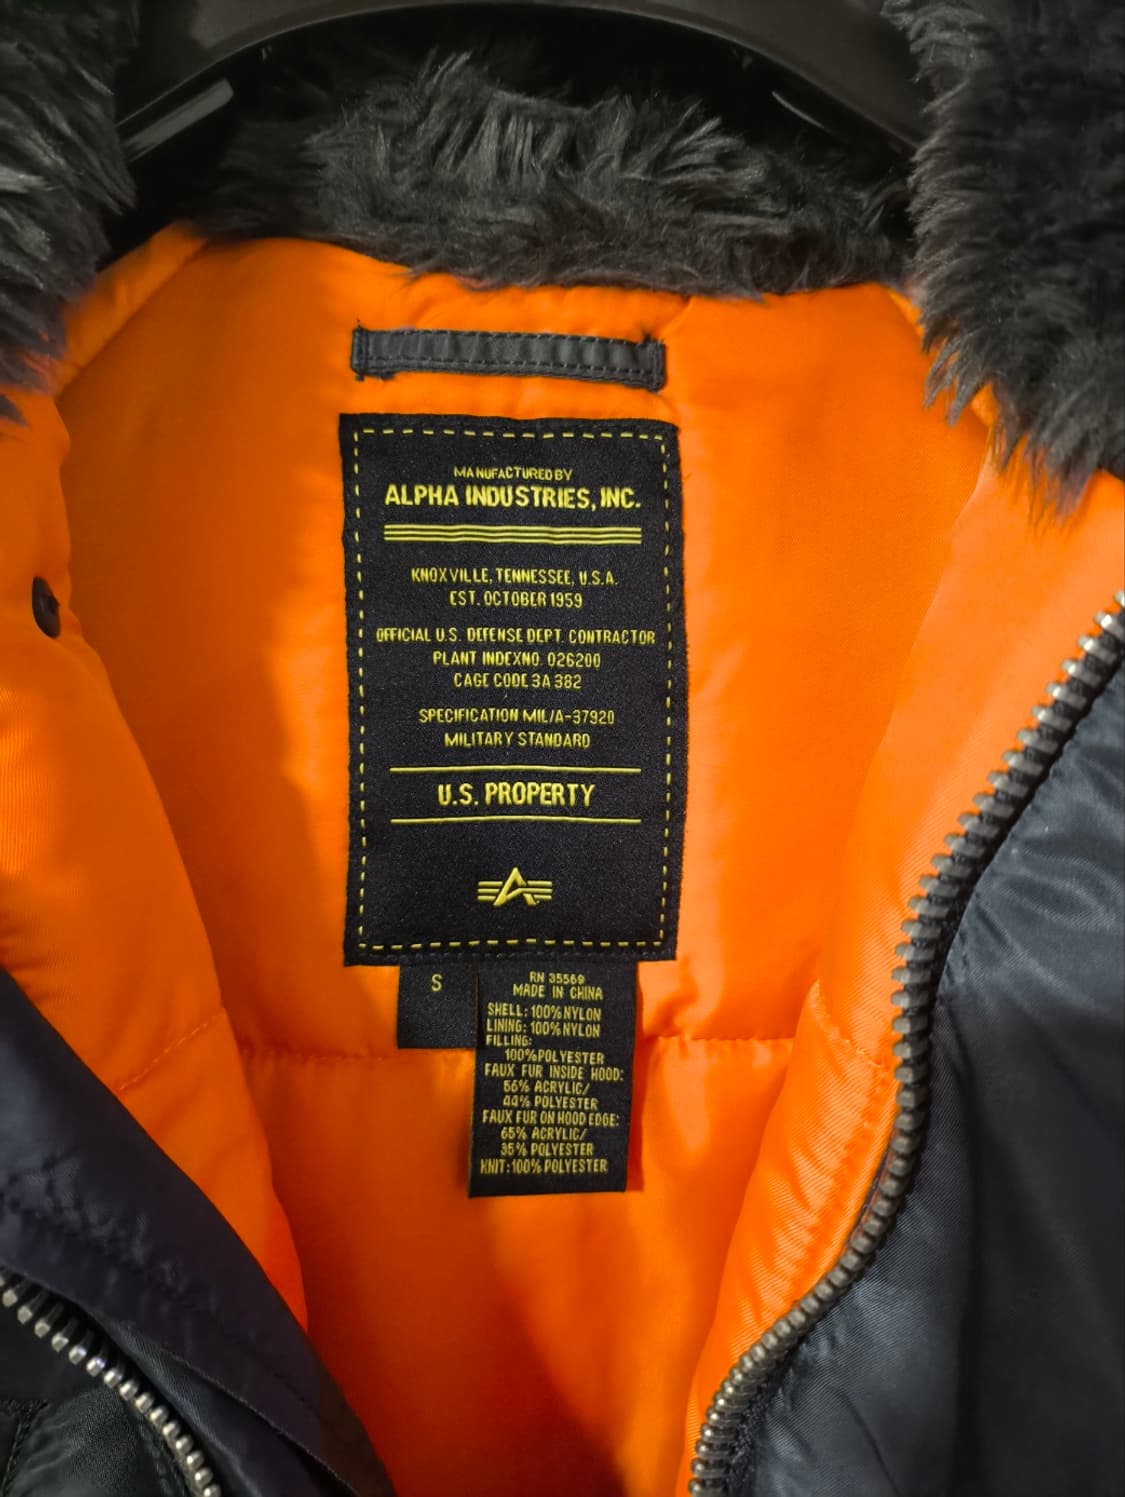 MANUFACTURED BY
ALPHA INDUSTRIES, INC.
KNOXVILLE, TENNESSEE, U.S.A.
EST. OCTOBER 1959
OFFICIAL U.S. DEFENSE DEPT. CONTRACTOR
PLANT INDEXNO. 026200
CAGE CODE 3A382
SPECIFICATION MIL/A-37920
MILITARY STANDARD
U.S. PROPERTY
S
RN 35569
MADE IN CHINA
SHELL: 100% NYLON
LINING: 100% NYLON
FILLING:
100% POLYESTER
FAUX FUR INSIDE HOOD:
56% ACRYLIC/
44% POLYESTER
FAUX FUR ON HOOD EDGE:
65% ACRYLIC/
35% POLYESTER
KNIT: 100% POLYESTER